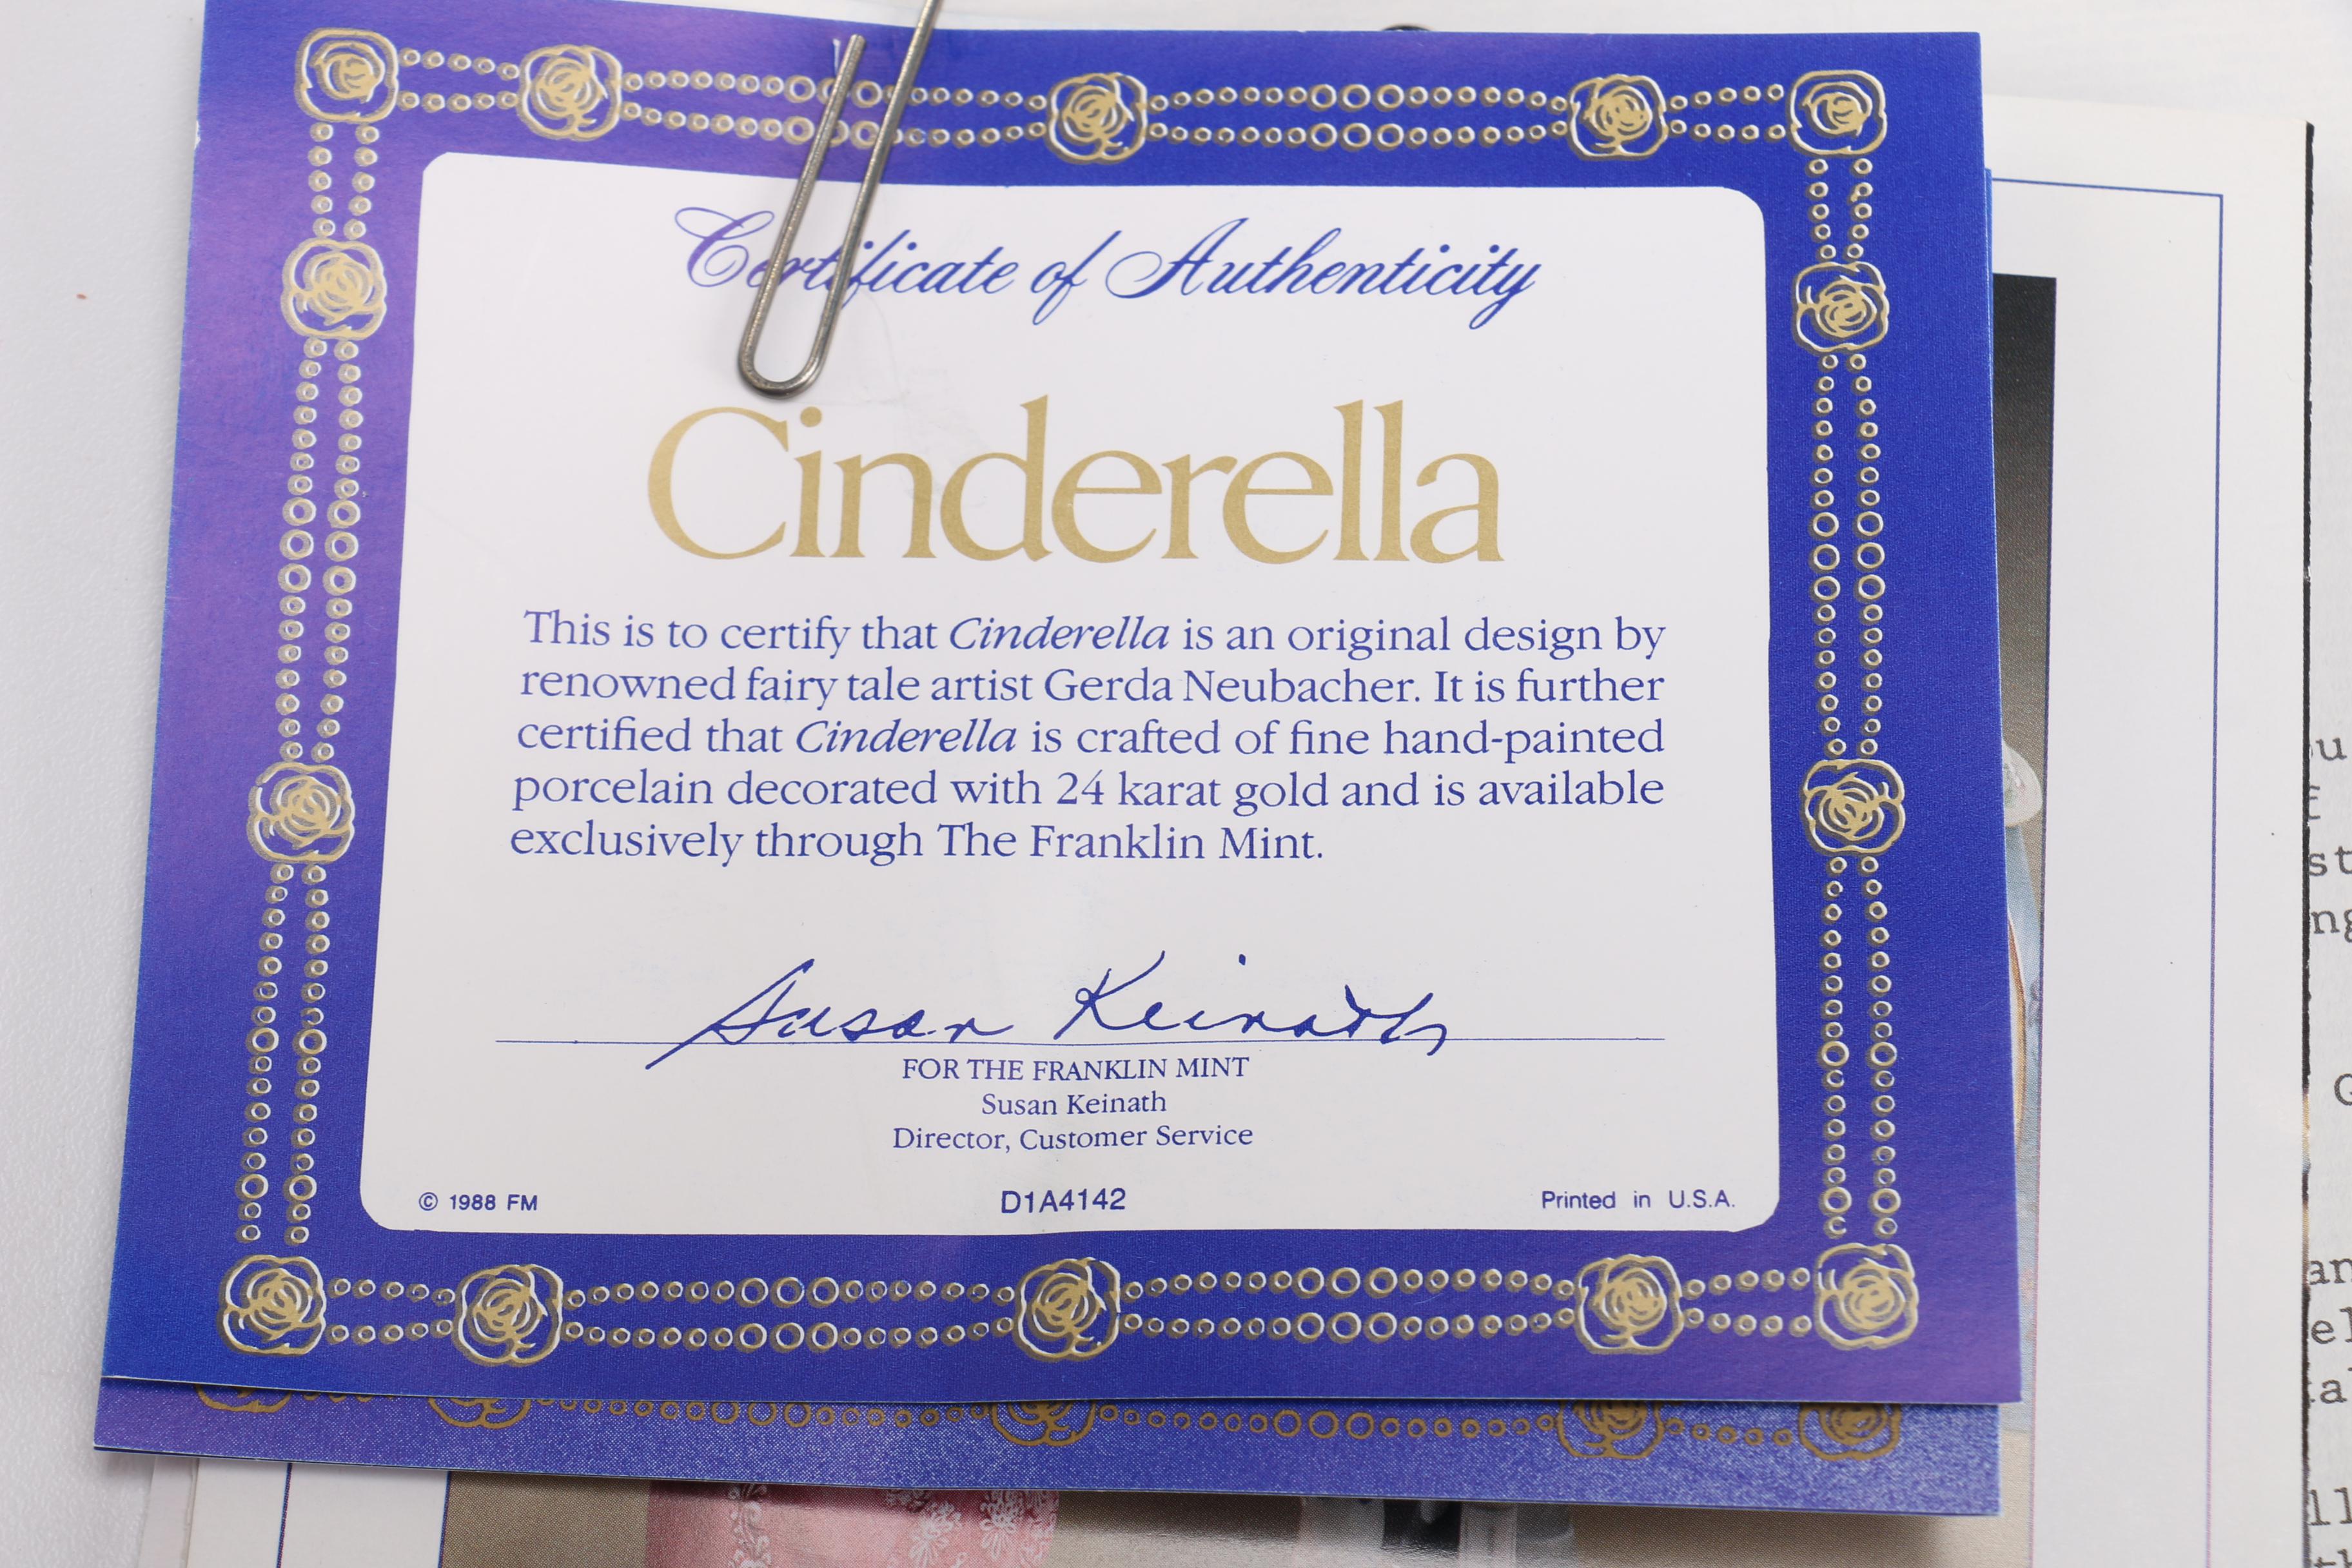 Certificate of Authenticity
Cinderella
This is to certify that Cinderella is an original design by
renowned fairy tale artist Gerda Neubacher. It is further
certified that Cinderella is crafted of fine hand-painted
porcelain decorated with 24 karat gold and is available
exclusively through The Franklin Mint.
Susan Keinath
FOR THE FRANKLIN MINT
Susan Keinath
Director, Customer Service
© 1988 FM D1A4142 Printed in U.S.A.